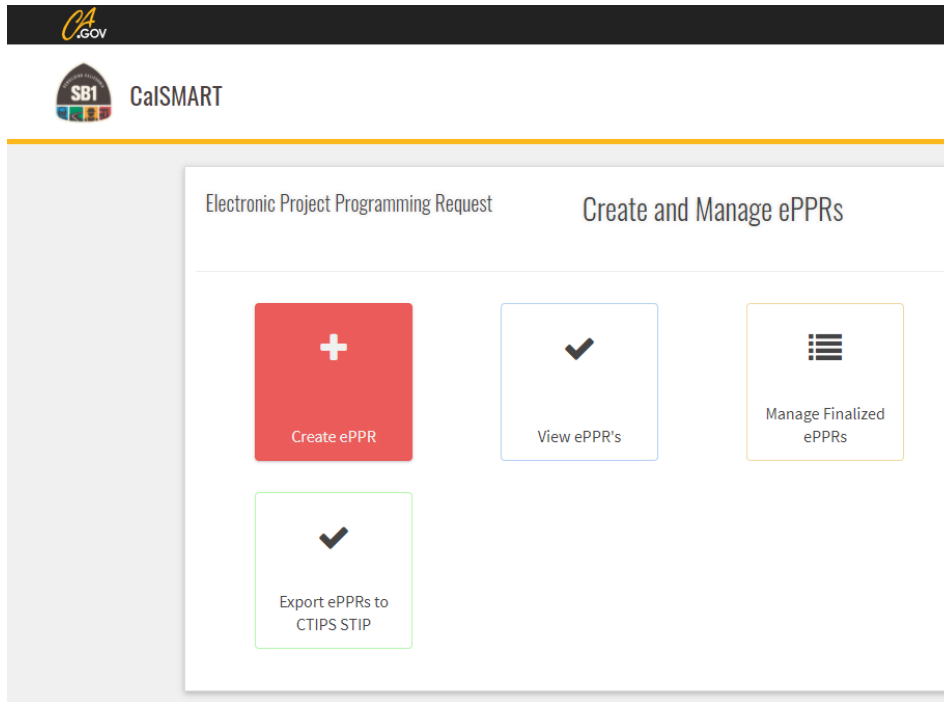 CA
.GOV
SB1
CalSMART
Electronic Project Programming Request
Create and Manage ePPRs
Create ePPR
View ePPR's
Manage Finalized
ePPRs
Export ePPRs to
CTIPS STIP